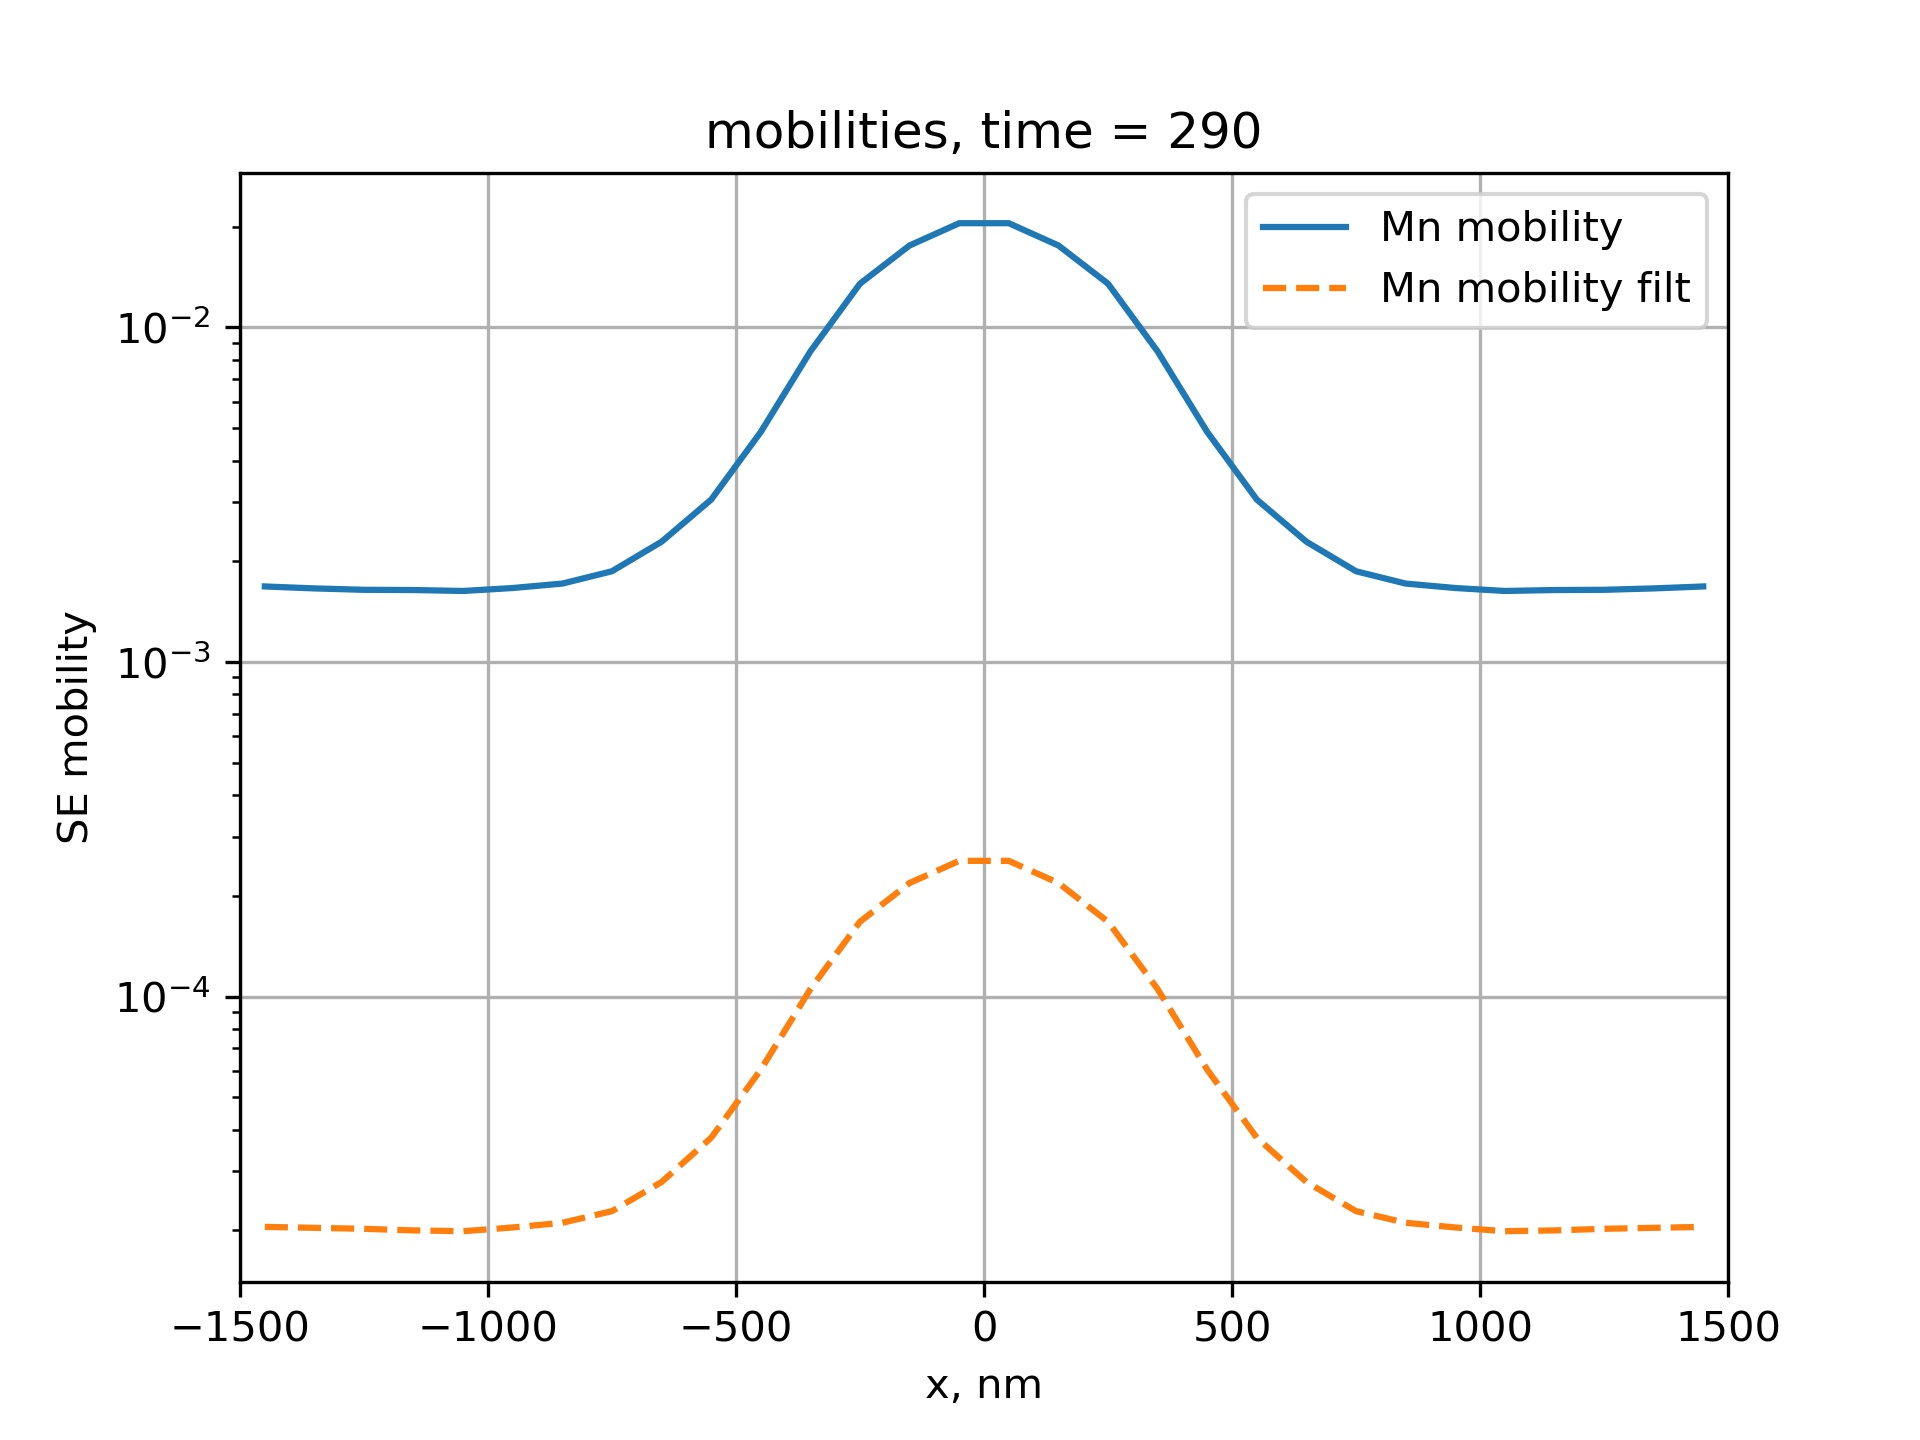 mobilities, time = 290
Mn mobility
Mn mobility filt
SE mobility
10⁻²
10⁻³
10⁻⁴
−1500 −1000 −500 0 500 1000 1500
x, nm